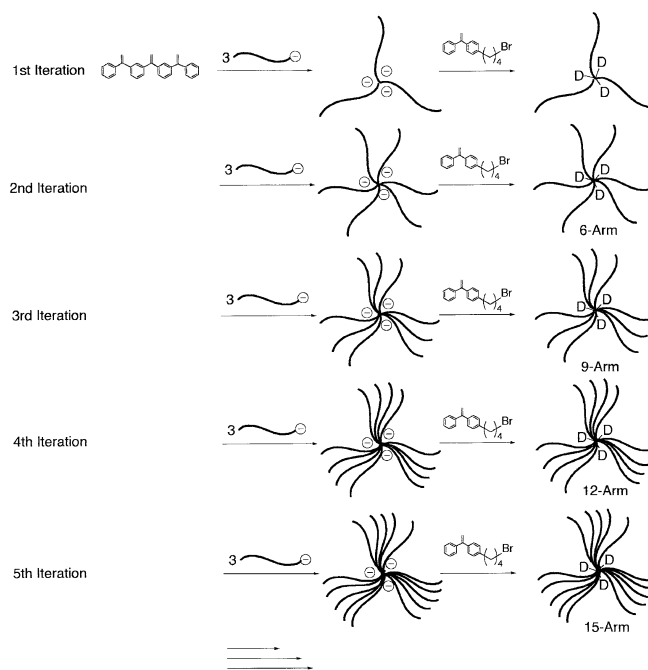 1st Iteration 3 ⊖ Br 4 D D
⊖ ⊖ ⊖ D D
2nd Iteration 3 ⊖ ⊖ ⊖ ⊖ Br 4 D D D
6-Arm
3rd Iteration 3 ⊖ ⊖ ⊖ ⊖ Br 4 D D D
9-Arm
4th Iteration 3 ⊖ ⊖ ⊖ ⊖ Br 4 D D D
12-Arm
5th Iteration 3 ⊖ ⊖ ⊖ ⊖ Br 4 D D D
15-Arm